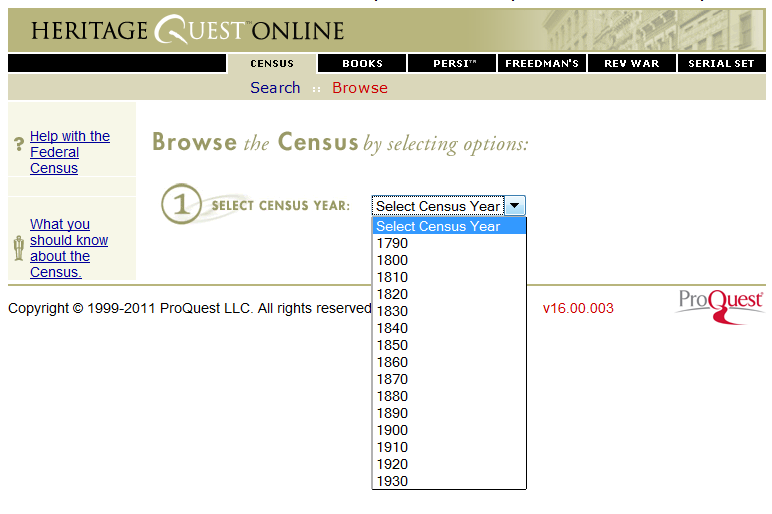 HERITAGE QUEST™ ONLINE
CENSUS BOOKS PERSI™ FREEDMAN'S REV WAR SERIAL SET
Search :: Browse
? Help with the
Federal
Census
What you
should know
about the
Census.
Browse the Census by selecting options:
1 SELECT CENSUS YEAR: Select Census Year
Select Census Year
1790
1800
1810
1820
1830
1840
1850
1860
1870
1880
1890
1900
1910
1920
1930
Copyright © 1999-2011 ProQuest LLC. All rights reserved
v16.00.003
ProQuest